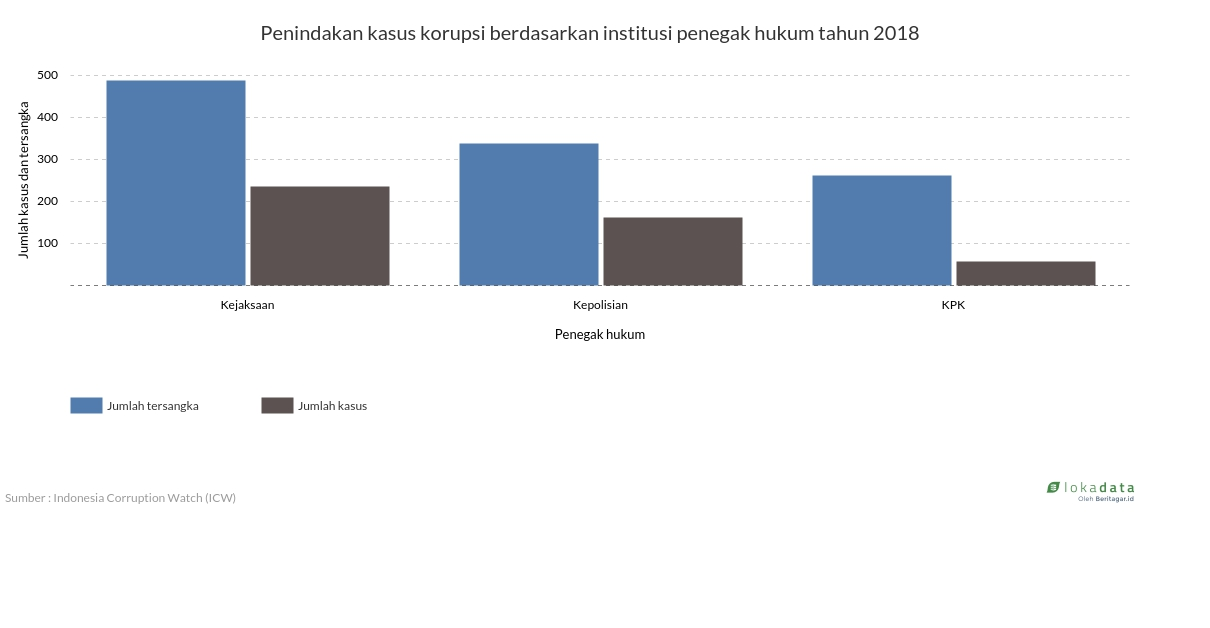 Penindakan kasus korupsi berdasarkan institusi penegak hukum tahun 2018
Jumlah kasus dan tersangka
500
400
300
200
100
Kejaksaan
Kepolisian
KPK
Penegak hukum
Jumlah tersangka
Jumlah kasus
Sumber : Indonesia Corruption Watch (ICW)
lokadata
Oleh Beritagar.id